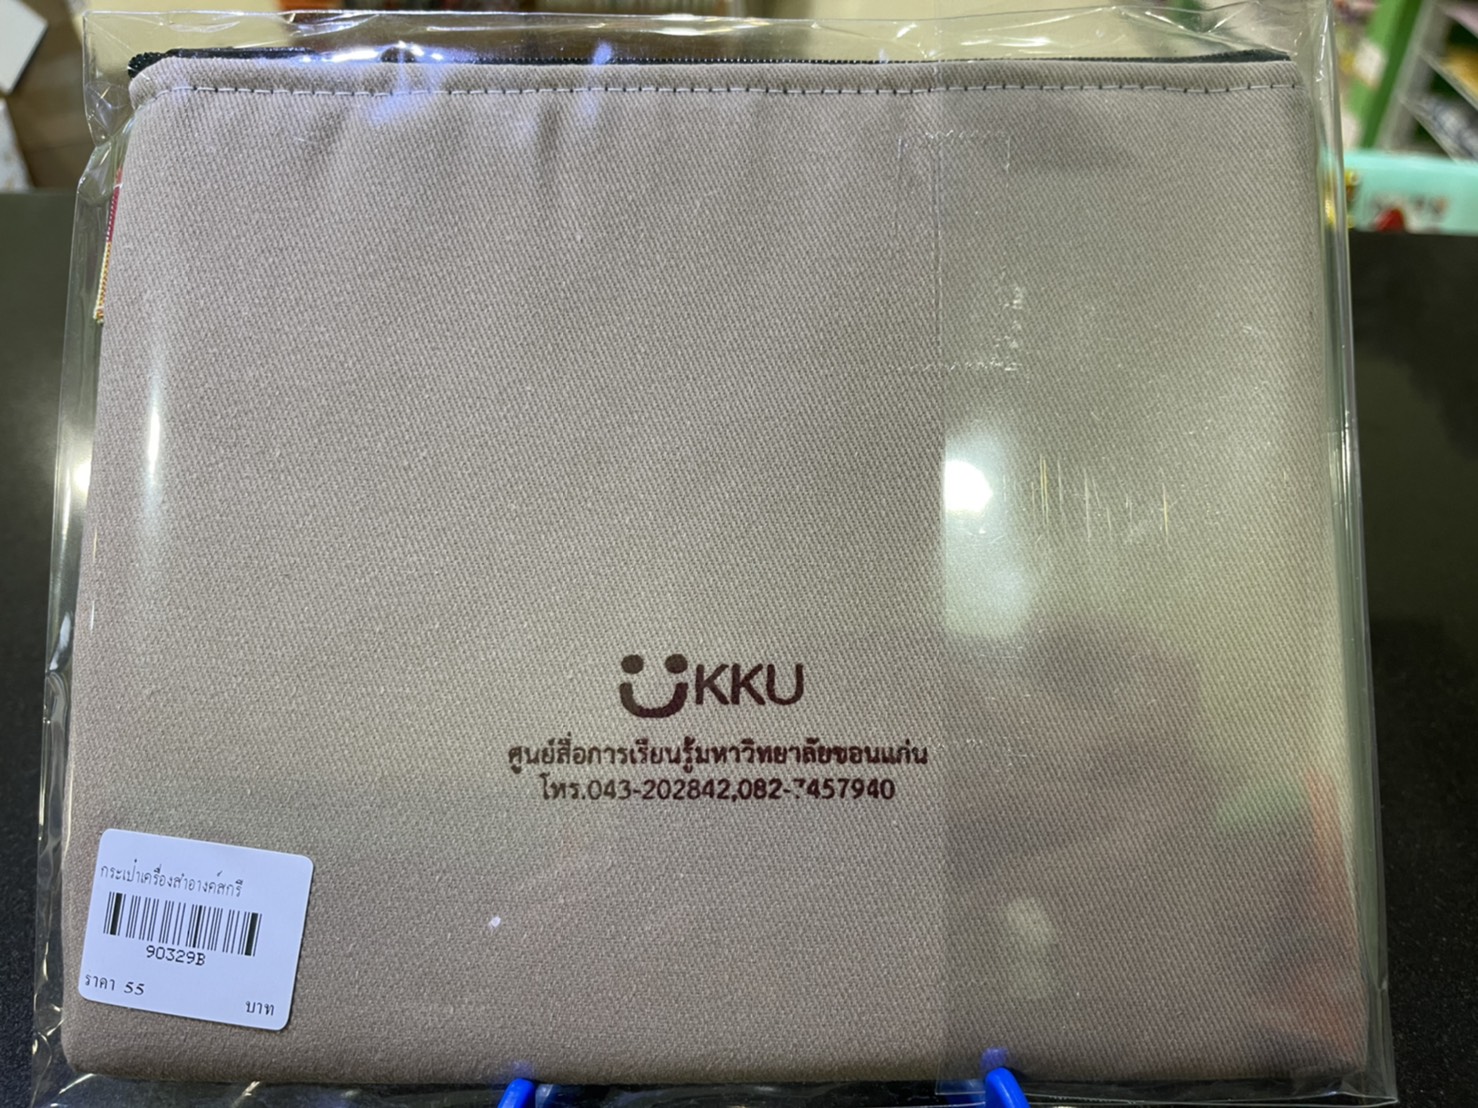 KKU
ศูนย์สื่อการเรียนรู้มหาวิทยาลัยขอนแก่น
โทร.043-202842,082-7457940
กระเป๋าเครื่องสำอางค์สกรี
90329B
ราคา 55
บาท